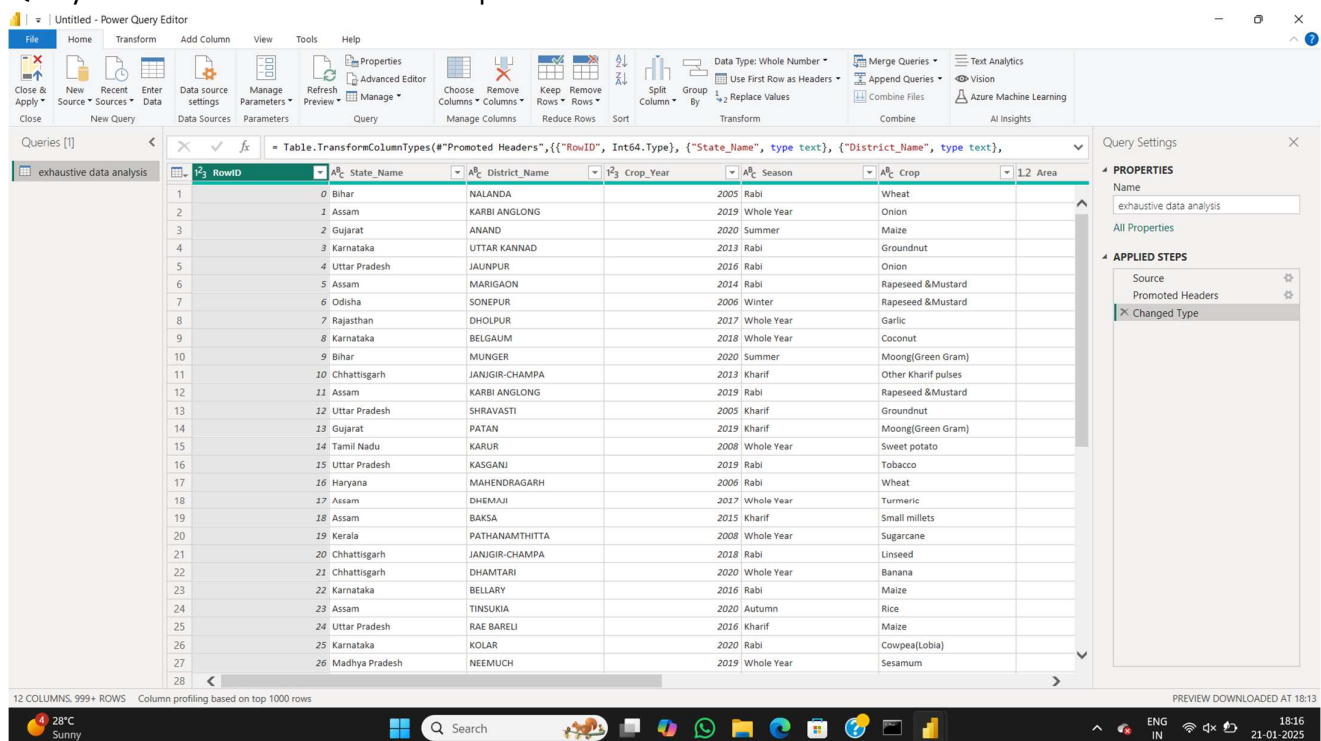 Untitled - Power Query Editor
File Home Transform Add Column View Tools Help
Close & Apply New Source Recent Sources Enter Data Data source settings Manage Parameters Refresh Preview Properties Advanced Editor Manage Choose Columns Remove Columns Keep Rows Remove Rows Split Column Group By Data Type: Whole Number Use First Row as Headers Replace Values Merge Queries Append Queries Combine Files Text Analytics Vision Azure Machine Learning
Close New Query Data Sources Parameters Query Manage Columns Reduce Rows Sort Transform Combine AI Insights
Queries [1]
exhaustive data analysis
fx = Table.TransformColumnTypes(#"Promoted Headers",{{"RowID", Int64.Type}, {"State_Name", type text}, {"District_Name", type text},
RowID State_Name District_Name Crop_Year Season Crop 1.2 Area
1 0 Bihar NALANDA 2005 Rabi Wheat
2 1 Assam KARBI ANGLONG 2019 Whole Year Onion
3 2 Gujarat ANAND 2020 Summer Maize
4 3 Karnataka UTTAR KANNAD 2013 Rabi Groundnut
5 4 Uttar Pradesh JAUNPUR 2016 Rabi Onion
6 5 Assam MARIGAON 2014 Rabi Rapeseed &Mustard
7 6 Odisha SONEPUR 2006 Winter Rapeseed &Mustard
8 7 Rajasthan DHOLPUR 2017 Whole Year Garlic
9 8 Karnataka BELGAUM 2018 Whole Year Coconut
10 9 Bihar MUNGER 2020 Summer Moong(Green Gram)
11 10 Chhattisgarh JANJGIR-CHAMPA 2013 Kharif Other Kharif pulses
12 11 Assam KARBI ANGLONG 2019 Rabi Rapeseed &Mustard
13 12 Uttar Pradesh SHRAVASTI 2005 Kharif Groundnut
14 13 Gujarat PATAN 2019 Kharif Moong(Green Gram)
15 14 Tamil Nadu KARUR 2008 Whole Year Sweet potato
16 15 Uttar Pradesh KASGANJ 2019 Rabi Tobacco
17 16 Haryana MAHENDRAGARH 2006 Rabi Wheat
18 17 Assam DHEMAJI 2017 Whole Year Turmeric
19 18 Assam BAKSA 2015 Kharif Small millets
20 19 Kerala PATHANAMTHITTA 2008 Whole Year Sugarcane
21 20 Chhattisgarh JANJGIR-CHAMPA 2018 Rabi Linseed
22 21 Chhattisgarh DHAMTARI 2020 Whole Year Banana
23 22 Karnataka BELLARY 2016 Rabi Maize
24 23 Assam TINSUKIA 2020 Autumn Rice
25 24 Uttar Pradesh RAE BARELI 2016 Kharif Maize
26 25 Karnataka KOLAR 2020 Rabi Cowpea(Lobia)
27 26 Madhya Pradesh NEEMUCH 2019 Whole Year Sesamum
28
Query Settings
PROPERTIES
Name
exhaustive data analysis
All Properties
APPLIED STEPS
Source
Promoted Headers
Changed Type
12 COLUMNS, 999+ ROWS Column profiling based on top 1000 rows PREVIEW DOWNLOADED AT 18:13
4 28°C Search ENG 18:16
Sunny IN 21-01-2025